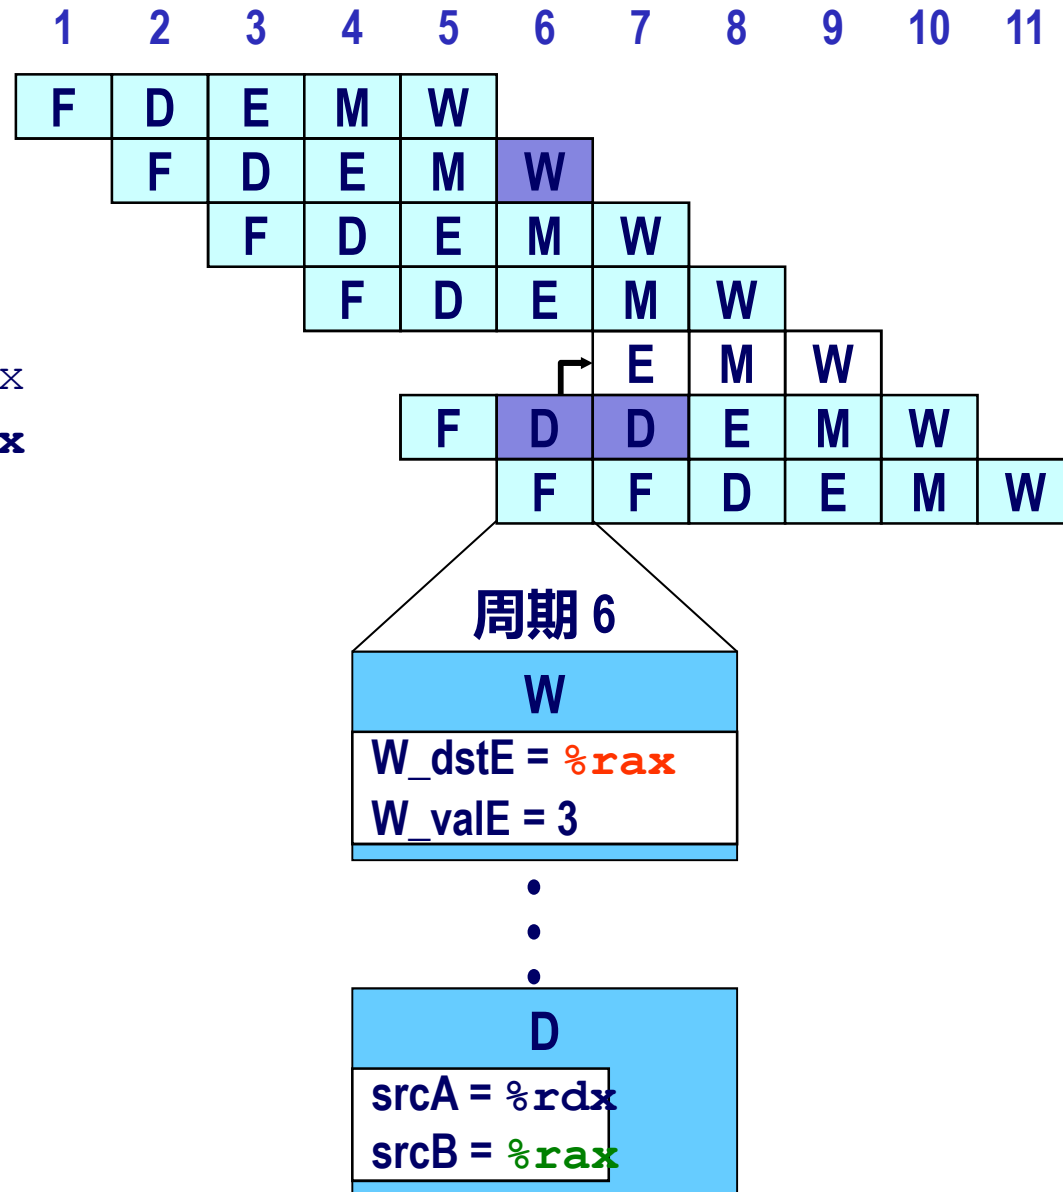 1 2 3 4 5 6 7 8 9 10 11
F D E M W
F D E M W
F D E M W
F D E M W
x E M W
x F D D E M W
F F D E M W
周期 6
W
W_dstE = %rax
W_valE = 3
D
srcA = %rdx
srcB = %rax